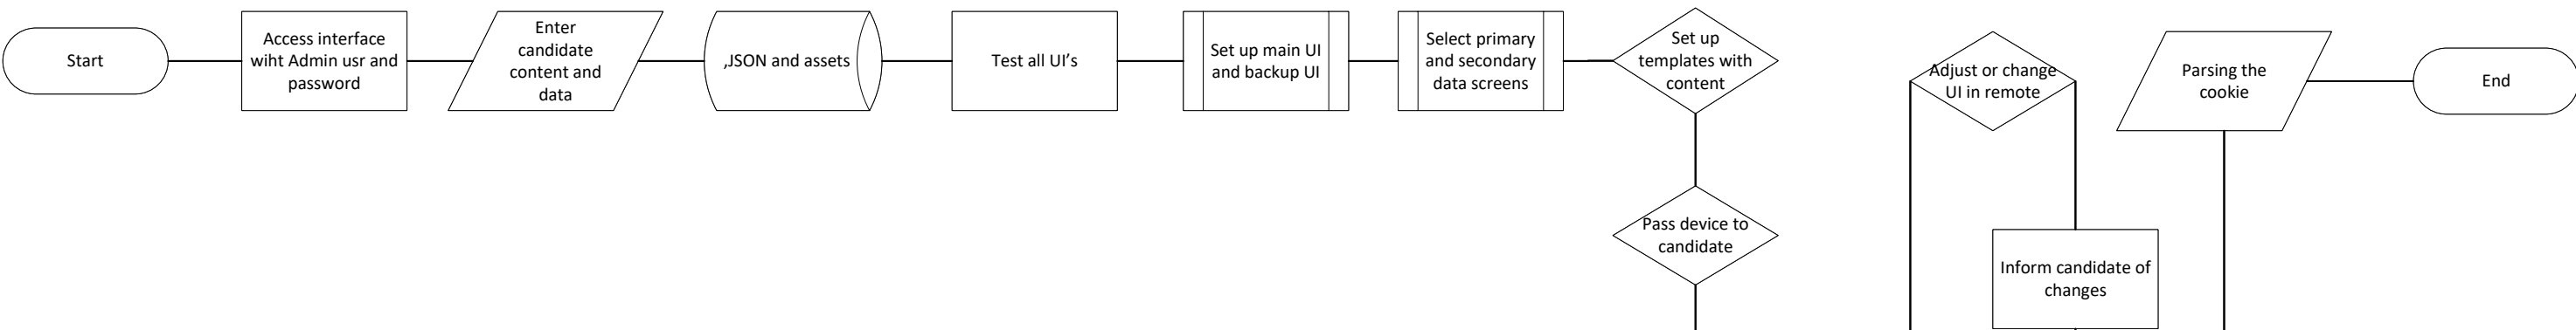 Start
Access interface
wiht Admin usr and
password
Enter
candidate
content and
data
,JSON and assets
Test all UI's
Set up main UI
and backup UI
Select primary
and secondary
data screens
Set up
templates with
content
Pass device to
candidate
Adjust or change
UI in remote
Inform candidate of
changes
Parsing the
cookie
End